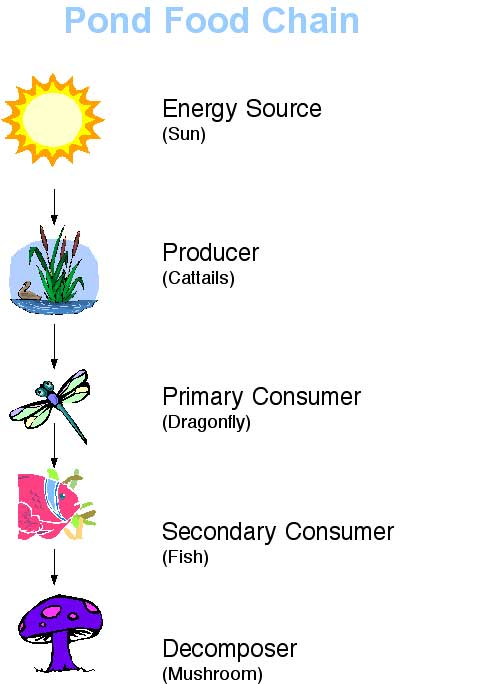 Pond Food Chain
Energy Source
(Sun)
Producer
(Cattails)
Primary Consumer
(Dragonfly)
Secondary Consumer
(Fish)
Decomposer
(Mushroom)